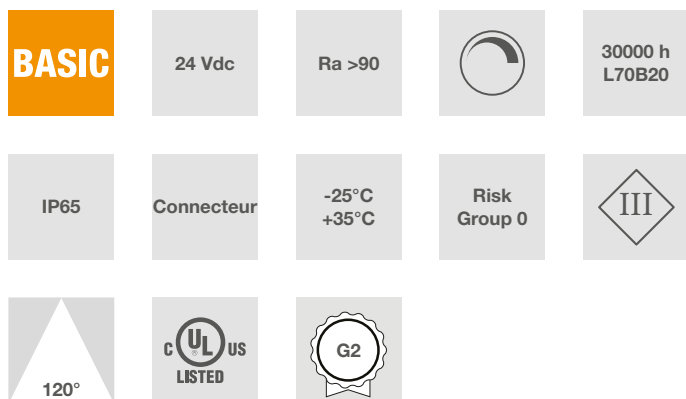 BASIC
24 Vdc
Ra >90
30000 h
L70B20
IP65
Connecteur
-25°C
+35°C
Risk
Group 0
III
120°
C UL® US
LISTED
G2